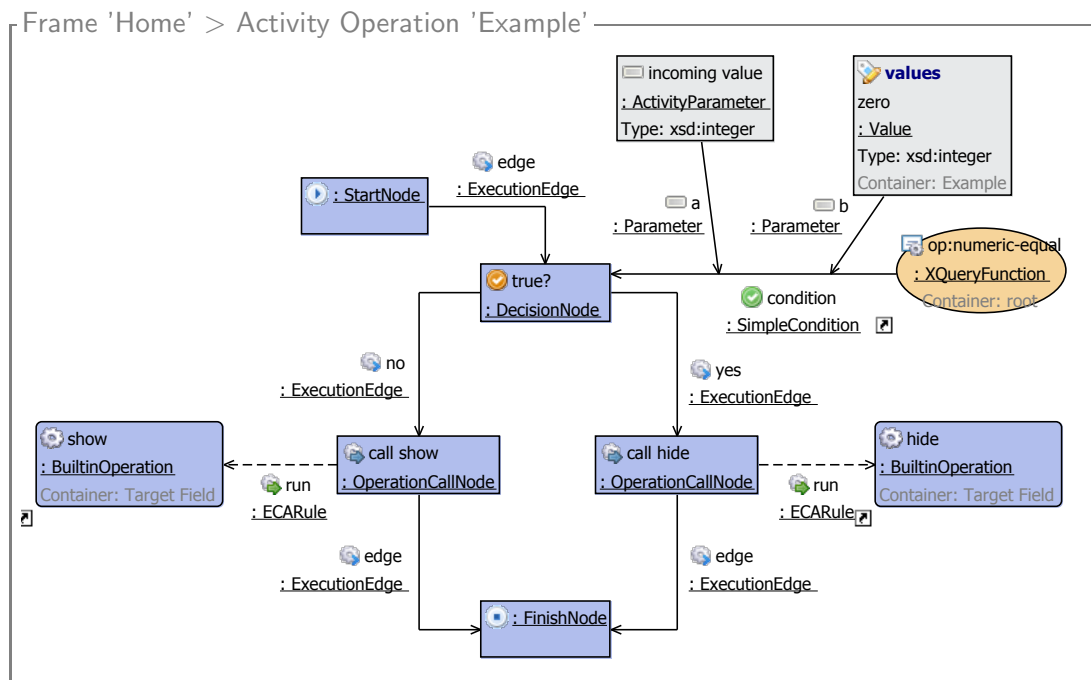 Frame 'Home' > Activity Operation 'Example'
incoming value
: ActivityParameter
Type: xsd:integer
values
zero
: Value
Type: xsd:integer
Container: Example
edge
: ExecutionEdge
: StartNode
a
: Parameter
b
: Parameter
op:numeric-equal
: XQueryFunction
Container: root
true?
: DecisionNode
condition
: SimpleCondition
no
: ExecutionEdge
yes
: ExecutionEdge
show
: BuiltinOperation
Container: Target Field
call show
: OperationCallNode
call hide
: OperationCallNode
hide
: BuiltinOperation
Container: Target Field
run
: ECARule
run
: ECARule
edge
: ExecutionEdge
edge
: ExecutionEdge
: FinishNode